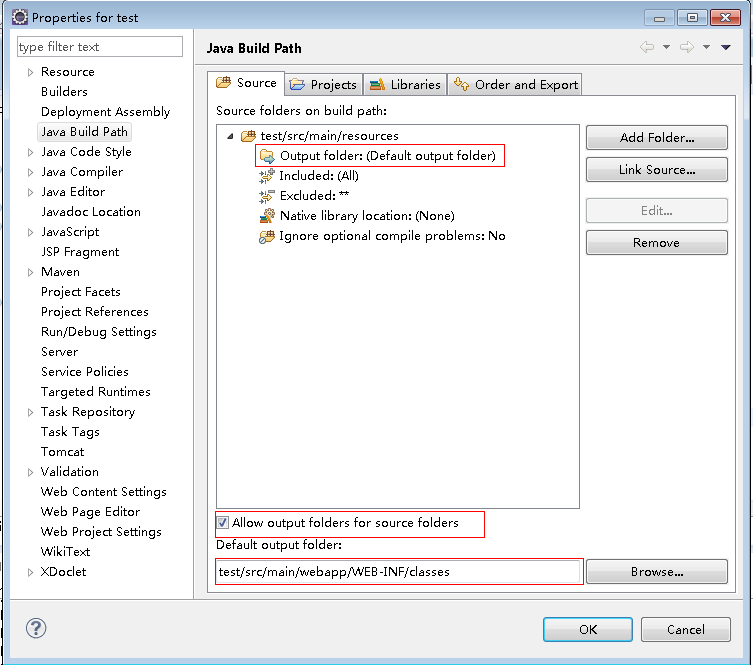 Properties for test
type filter text
Resource
Builders
Deployment Assembly
Java Build Path
Java Code Style
Java Compiler
Java Editor
Javadoc Location
JavaScript
JSP Fragment
Maven
Project Facets
Project References
Run/Debug Settings
Server
Service Policies
Targeted Runtimes
Task Repository
Task Tags
Tomcat
Validation
Web Content Settings
Web Page Editor
Web Project Settings
WikiText
XDoclet
Java Build Path
Source Projects Libraries Order and Export
Source folders on build path:
test/src/main/resources
Output folder: (Default output folder)
Included: (All)
Excluded: **
Native library location: (None)
Ignore optional compile problems: No
Add Folder...
Link Source...
Edit...
Remove
Allow output folders for source folders
Default output folder:
test/src/main/webapp/WEB-INF/classes
Browse...
?
OK Cancel